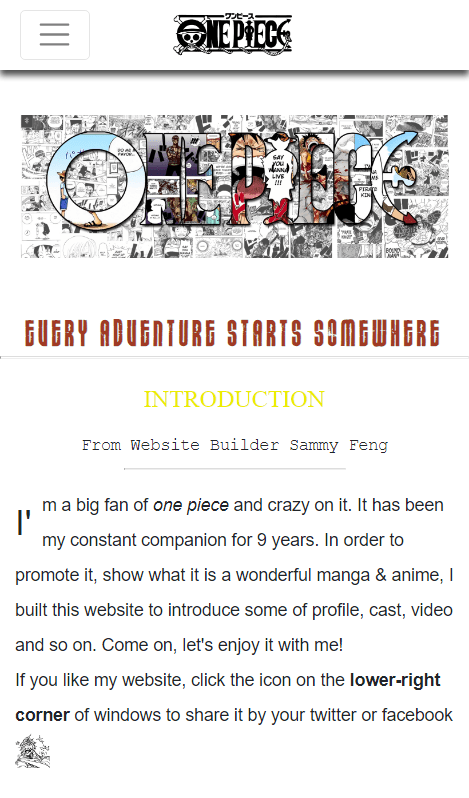 ワンピース
ONE PIECE
ONE PIECE
SAY YOU WANNA LIVE !!!
EVERY ADVENTURE STARTS SOMEWHERE
INTRODUCTION
From Website Builder Sammy Feng
I'm a big fan of one piece and crazy on it. It has been
my constant companion for 9 years. In order to
promote it, show what it is a wonderful manga & anime, I
built this website to introduce some of profile, cast, video
and so on. Come on, let's enjoy it with me!
If you like my website, click the icon on the lower-right
corner of windows to share it by your twitter or facebook